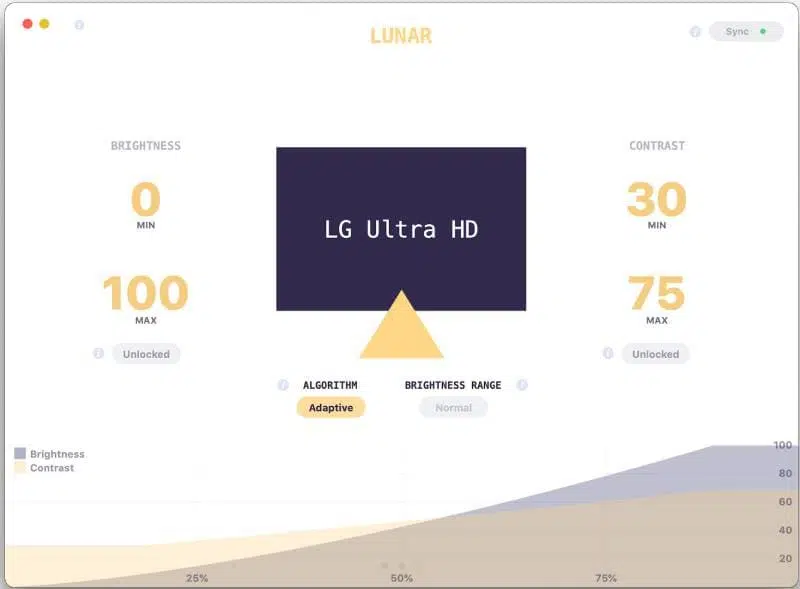 LUNAR
Sync
BRIGHTNESS
0
MIN
100
MAX
Unlocked
LG Ultra HD
CONTRAST
30
MIN
75
MAX
Unlocked
ALGORITHM
Adaptive
BRIGHTNESS RANGE
Normal
Brightness
Contrast
100
80
60
40
20
25%
50%
75%